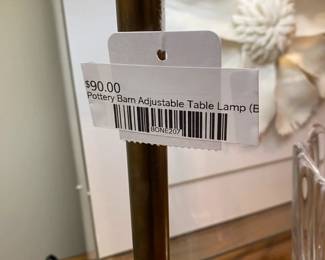 $90.00
Pottery Barn Adjustable Table Lamp (B
BONE207